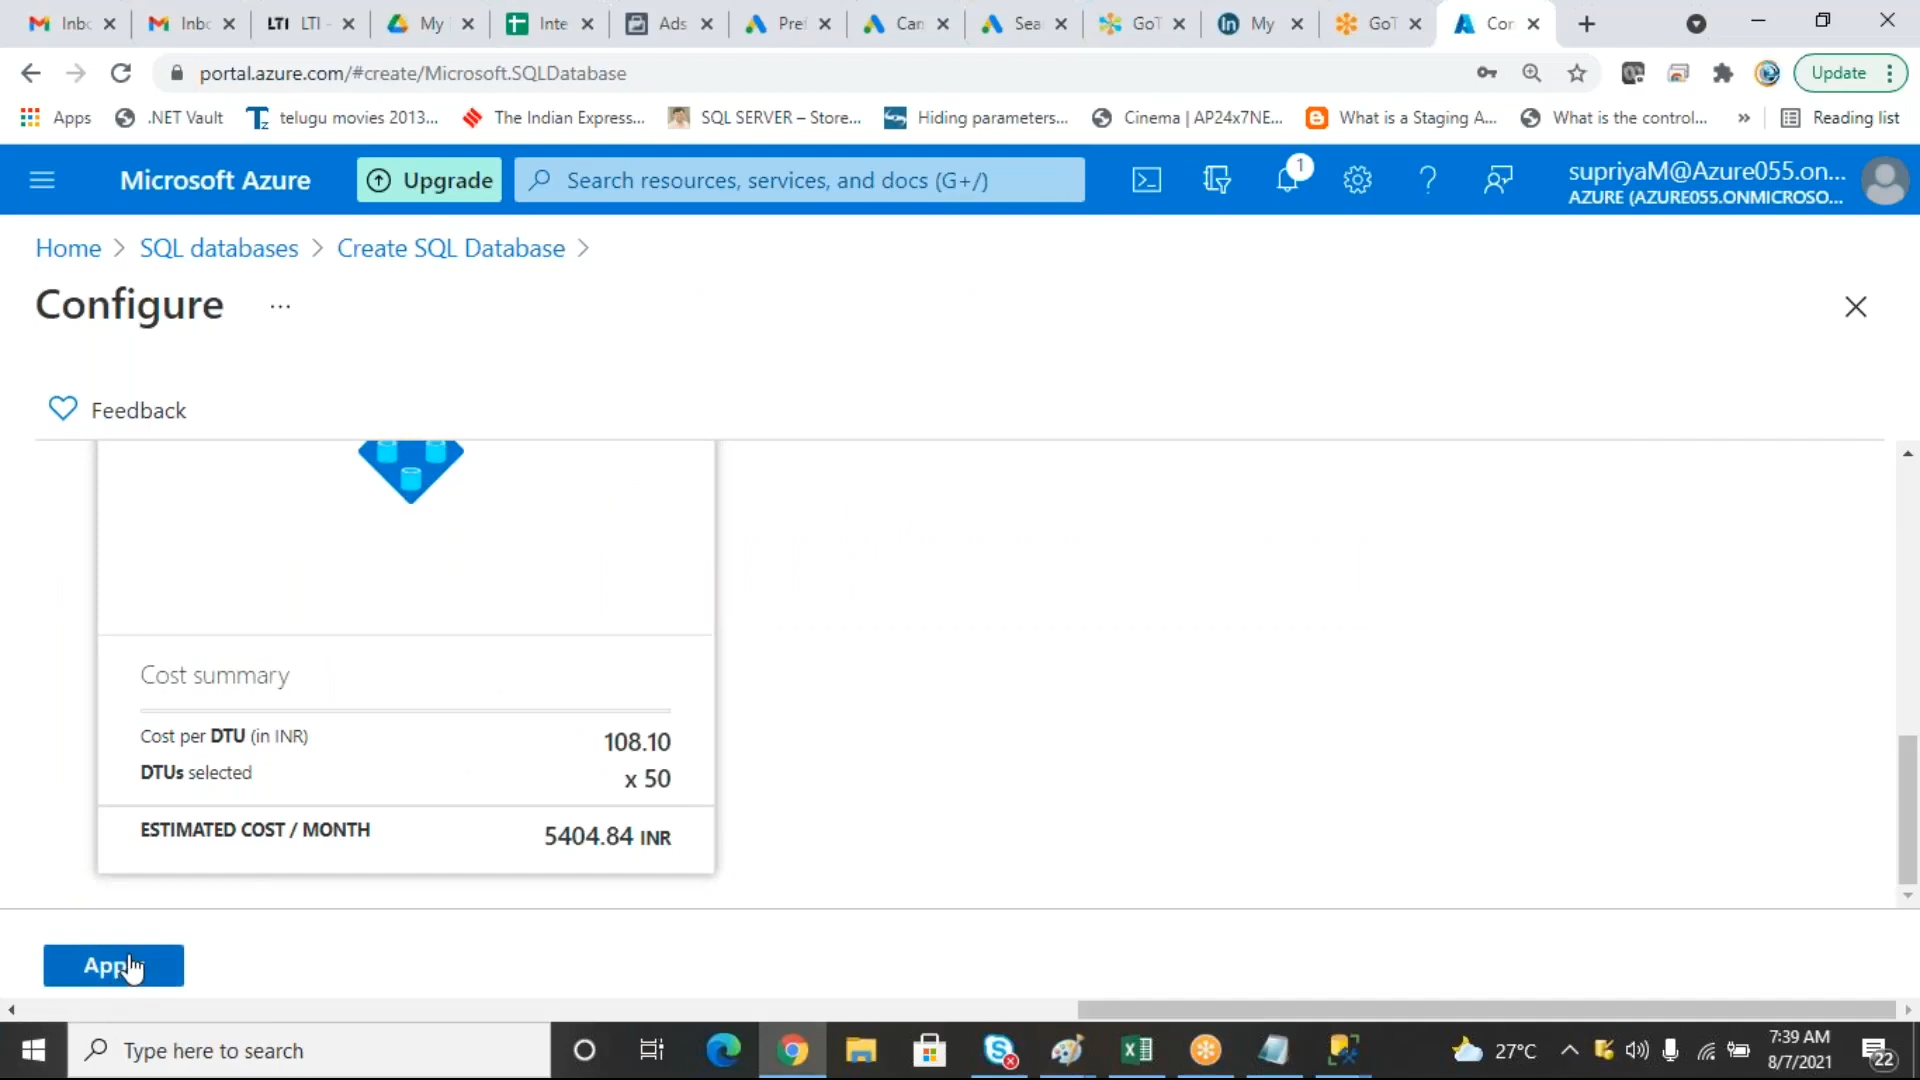 Inbc
Inbc
LTI LTI -
My
Inte
Ads
Pre
Can
Sea
GoT
in My
GoT
Cor
portal.azure.com/#create/Microsoft.SQLDatabase
Update
Apps
.NET Vault
telugu movies 2013...
The Indian Express...
SQL SERVER – Store...
Hiding parameters...
Cinema | AP24x7NE...
What is a Staging A...
What is the control...
»
Reading list
Microsoft Azure
Upgrade
Search resources, services, and docs (G+/)
1
supriyaM@Azure055.on...
AZURE (AZURE055.ONMICROSO...
Home > SQL databases > Create SQL Database >
Configure ...
Feedback
Cost summary
Cost per DTU (in INR) 108.10
DTUs selected x 50
ESTIMATED COST / MONTH 5404.84 INR
Apply
Type here to search
27°C
7:39 AM
8/7/2021
22